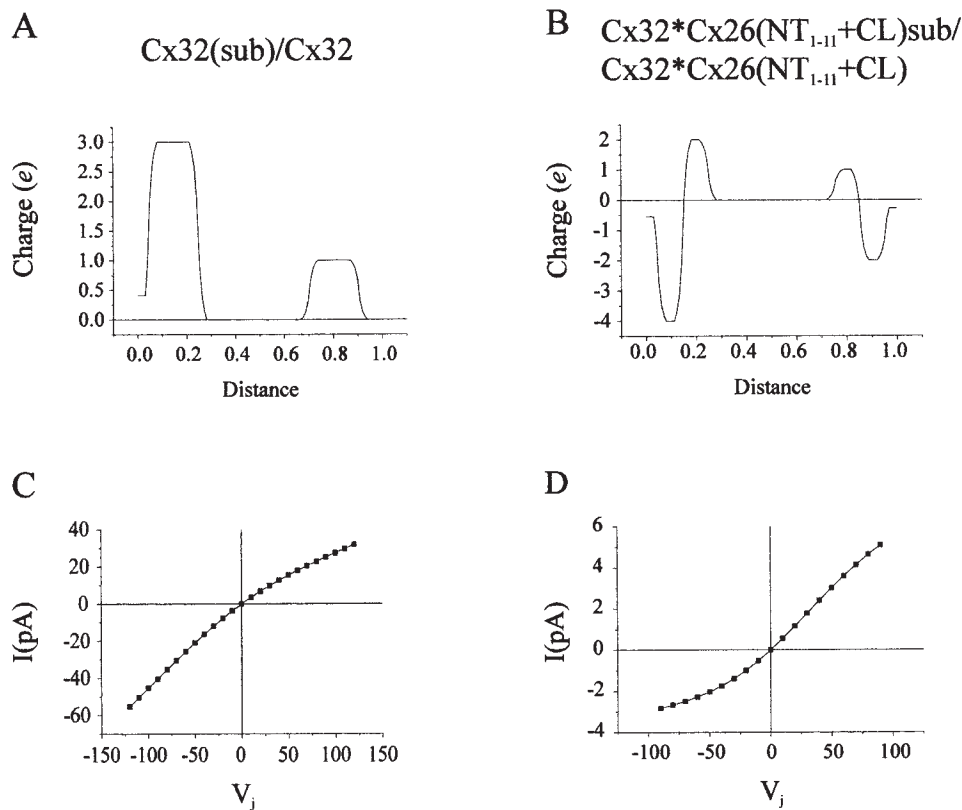 A
Cx32(sub)/Cx32
B
Cx32*Cx26(NT1-11+CL)sub/
Cx32*Cx26(NT1-11+CL)
Charge (e)
3.0
2.5
2.0
1.5
1.0
0.5
0.0
0.0 0.2 0.4 0.6 0.8 1.0
Distance
Charge (e)
2
1
0
-1
-2
-3
-4
0.0 0.2 0.4 0.6 0.8 1.0
Distance
C
I(pA)
40
20
0
-20
-40
-60
-150 -100 -50 0 50 100 150
Vj
D
I(pA)
6
4
2
0
-2
-4
-100 -50 0 50 100
Vj